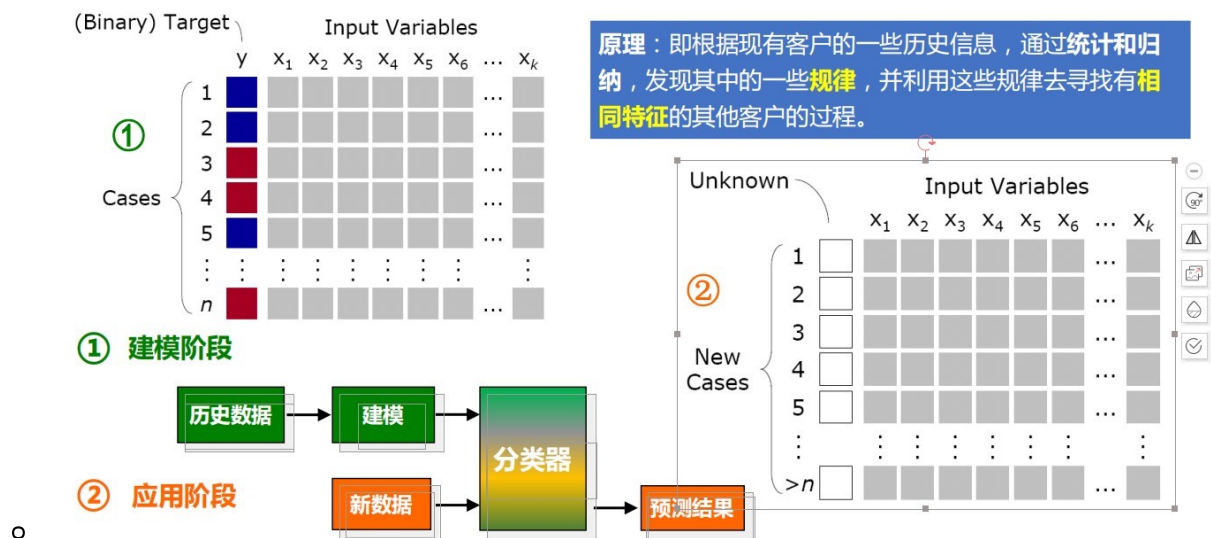 (Binary) Target
Input Variables
y x1 x2 x3 x4 x5 x6 ... xk
1 ...
2 ...
①
3 ...
Cases
4 ...
5 ...
⋮ ⋮ ⋮ ⋮ ⋮ ⋮ ⋮ ⋮ ⋮
n ...
原理：即根据现有客户的一些历史信息，通过统计和归
纳，发现其中的一些规律，并利用这些规律去寻找有相
同特征的其他客户的过程。
Unknown
Input Variables
x1 x2 x3 x4 x5 x6 ... xk
1 ...
②
2 ...
3 ...
New
Cases
4 ...
5 ...
⋮ ⋮ ⋮ ⋮ ⋮ ⋮ ⋮ ⋮
>n ...
90°
① 建模阶段
历史数据
建模
分类器
② 应用阶段
新数据
预测结果